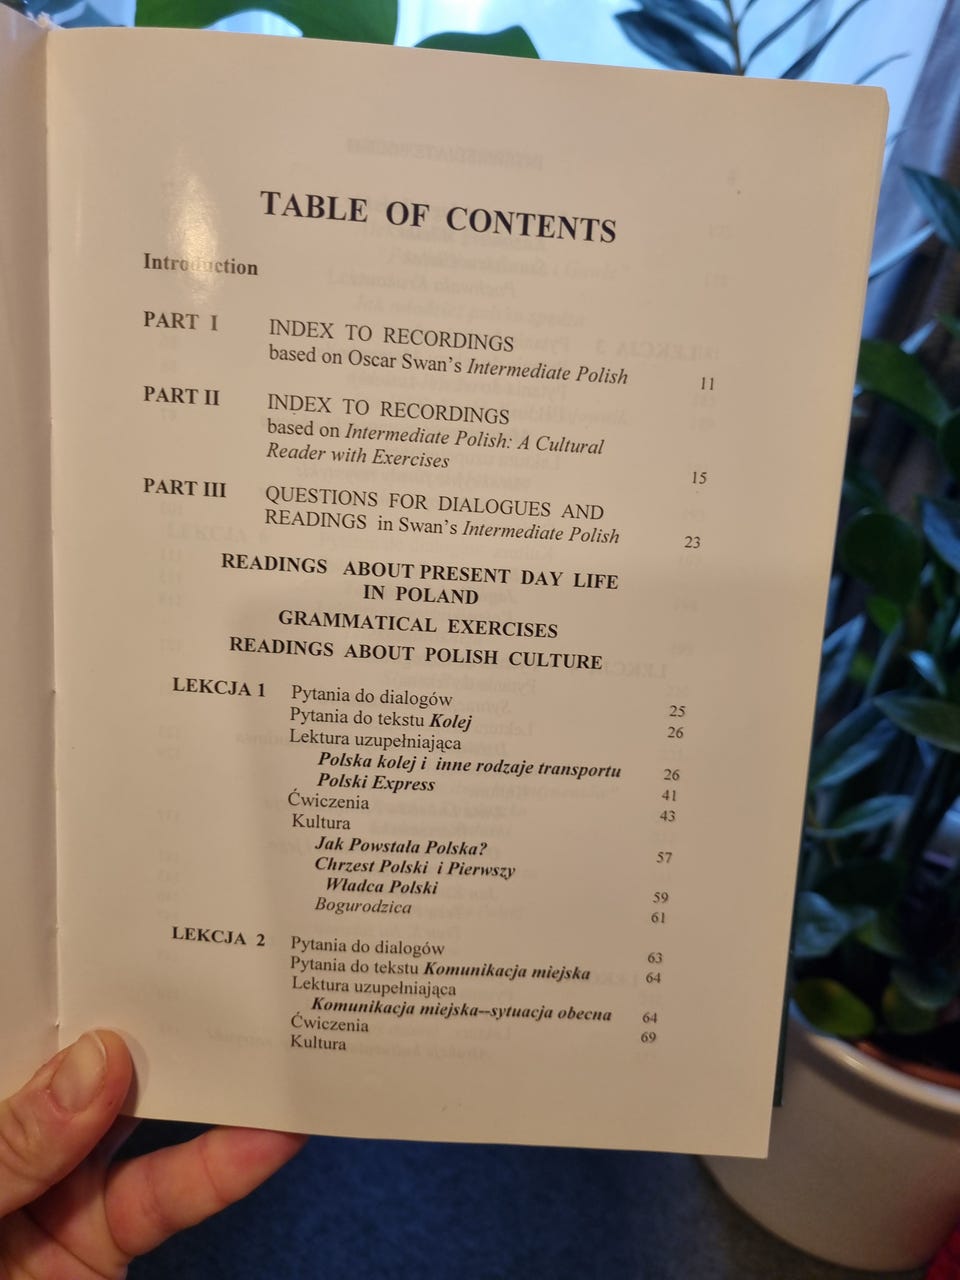 TABLE OF CONTENTS
Introduction
PART I INDEX TO RECORDINGS
based on Oscar Swan's Intermediate Polish 11
PART II INDEX TO RECORDINGS
based on Intermediate Polish: A Cultural
Reader with Exercises 15
PART III QUESTIONS FOR DIALOGUES AND
READINGS in Swan's Intermediate Polish 23
READINGS ABOUT PRESENT DAY LIFE
IN POLAND
GRAMMATICAL EXERCISES
READINGS ABOUT POLISH CULTURE
LEKCJA 1 Pytania do dialogów 25
Pytania do tekstu Kolej 26
Lektura uzupełniająca
Polska kolej i inne rodzaje transportu 26
Polski Express 41
Ćwiczenia 43
Kultura
Jak Powstała Polska? 57
Chrzest Polski i Pierwszy
Władca Polski 59
Bogurodzica 61
LEKCJA 2 Pytania do dialogów 63
Pytania do tekstu Komunikacja miejska 64
Lektura uzupełniająca
Komunikacja miejska--sytuacja obecna 64
Ćwiczenia 69
Kultura